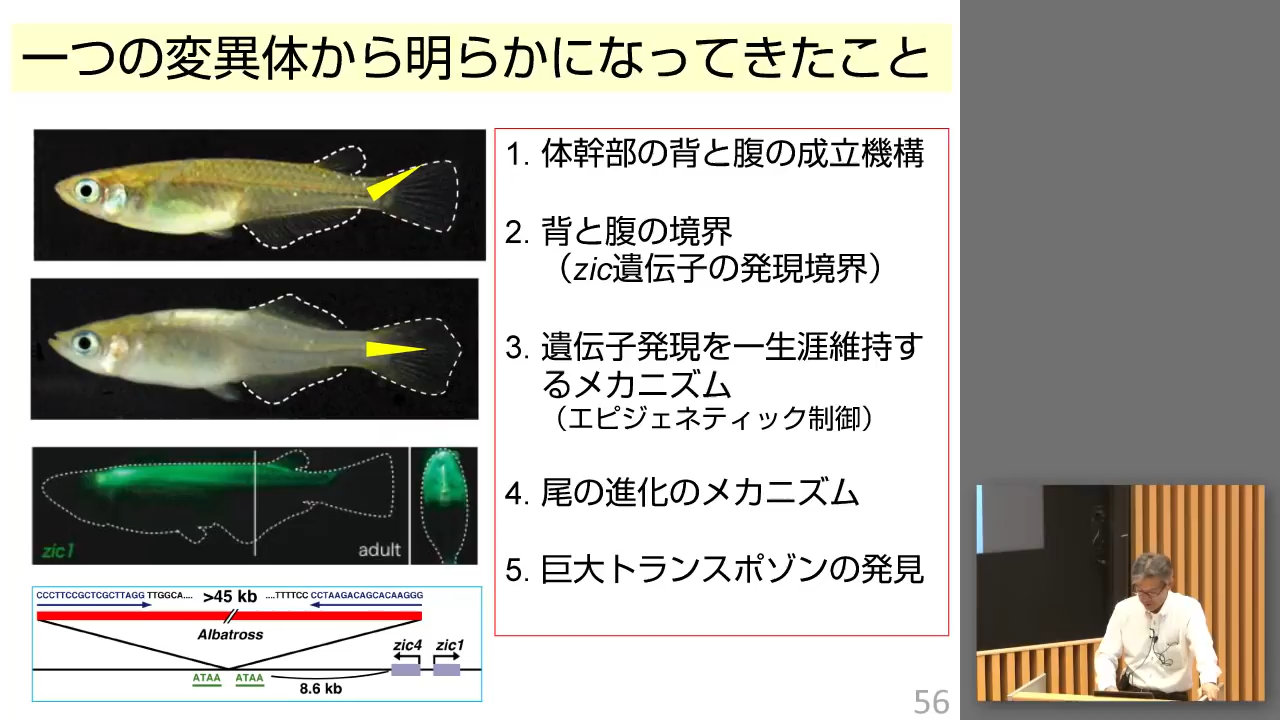 一つの変異体から明らかになってきたこと
1. 体幹部の背と腹の成立機構
2. 背と腹の境界
（zic遺伝子の発現境界）
3. 遺伝子発現を一生涯維持す
るメカニズム
（エピジェネティック制御）
4. 尾の進化のメカニズム
5. 巨大トランスポゾンの発見
zic1
adult
CCCTTCCGCTCGCTTAGG TTGGCA.... >45 kb ....TTTTCC CCTAAGACAGCACAAGGG
Albatross
zic4 zic1
ATAA ATAA
8.6 kb
56